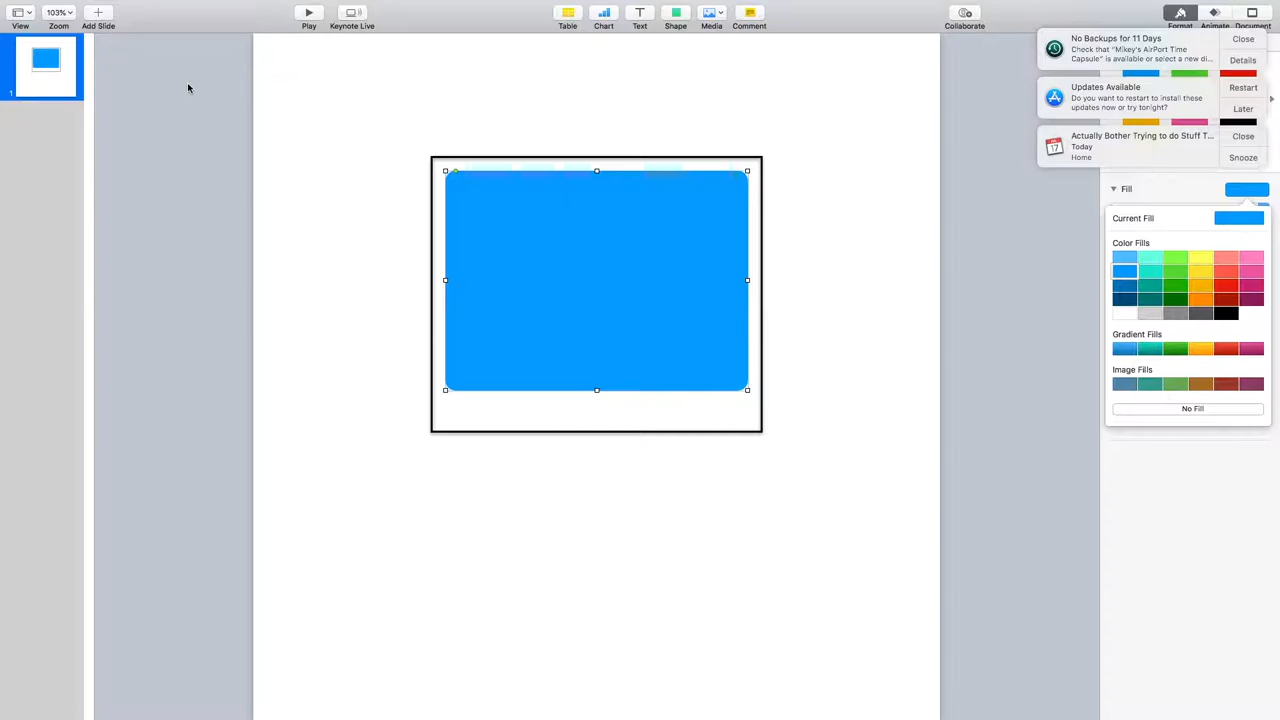 103%
View
Zoom
Add Slide
Play
Keynote Live
Table
Chart
Text
Shape
Media
Comment
Collaborate
Format
Animate
Document
No Backups for 11 Days
Check that "Mikey's AirPort Time
Capsule" is available or select a new di...
Close
Details
Updates Available
Do you want to restart to install these
updates now or try tonight?
Restart
Later
17
Actually Bother Trying to do Stuff T...
Today
Home
Close
Snooze
Fill
Current Fill
Color Fills
Gradient Fills
Image Fills
No Fill
1